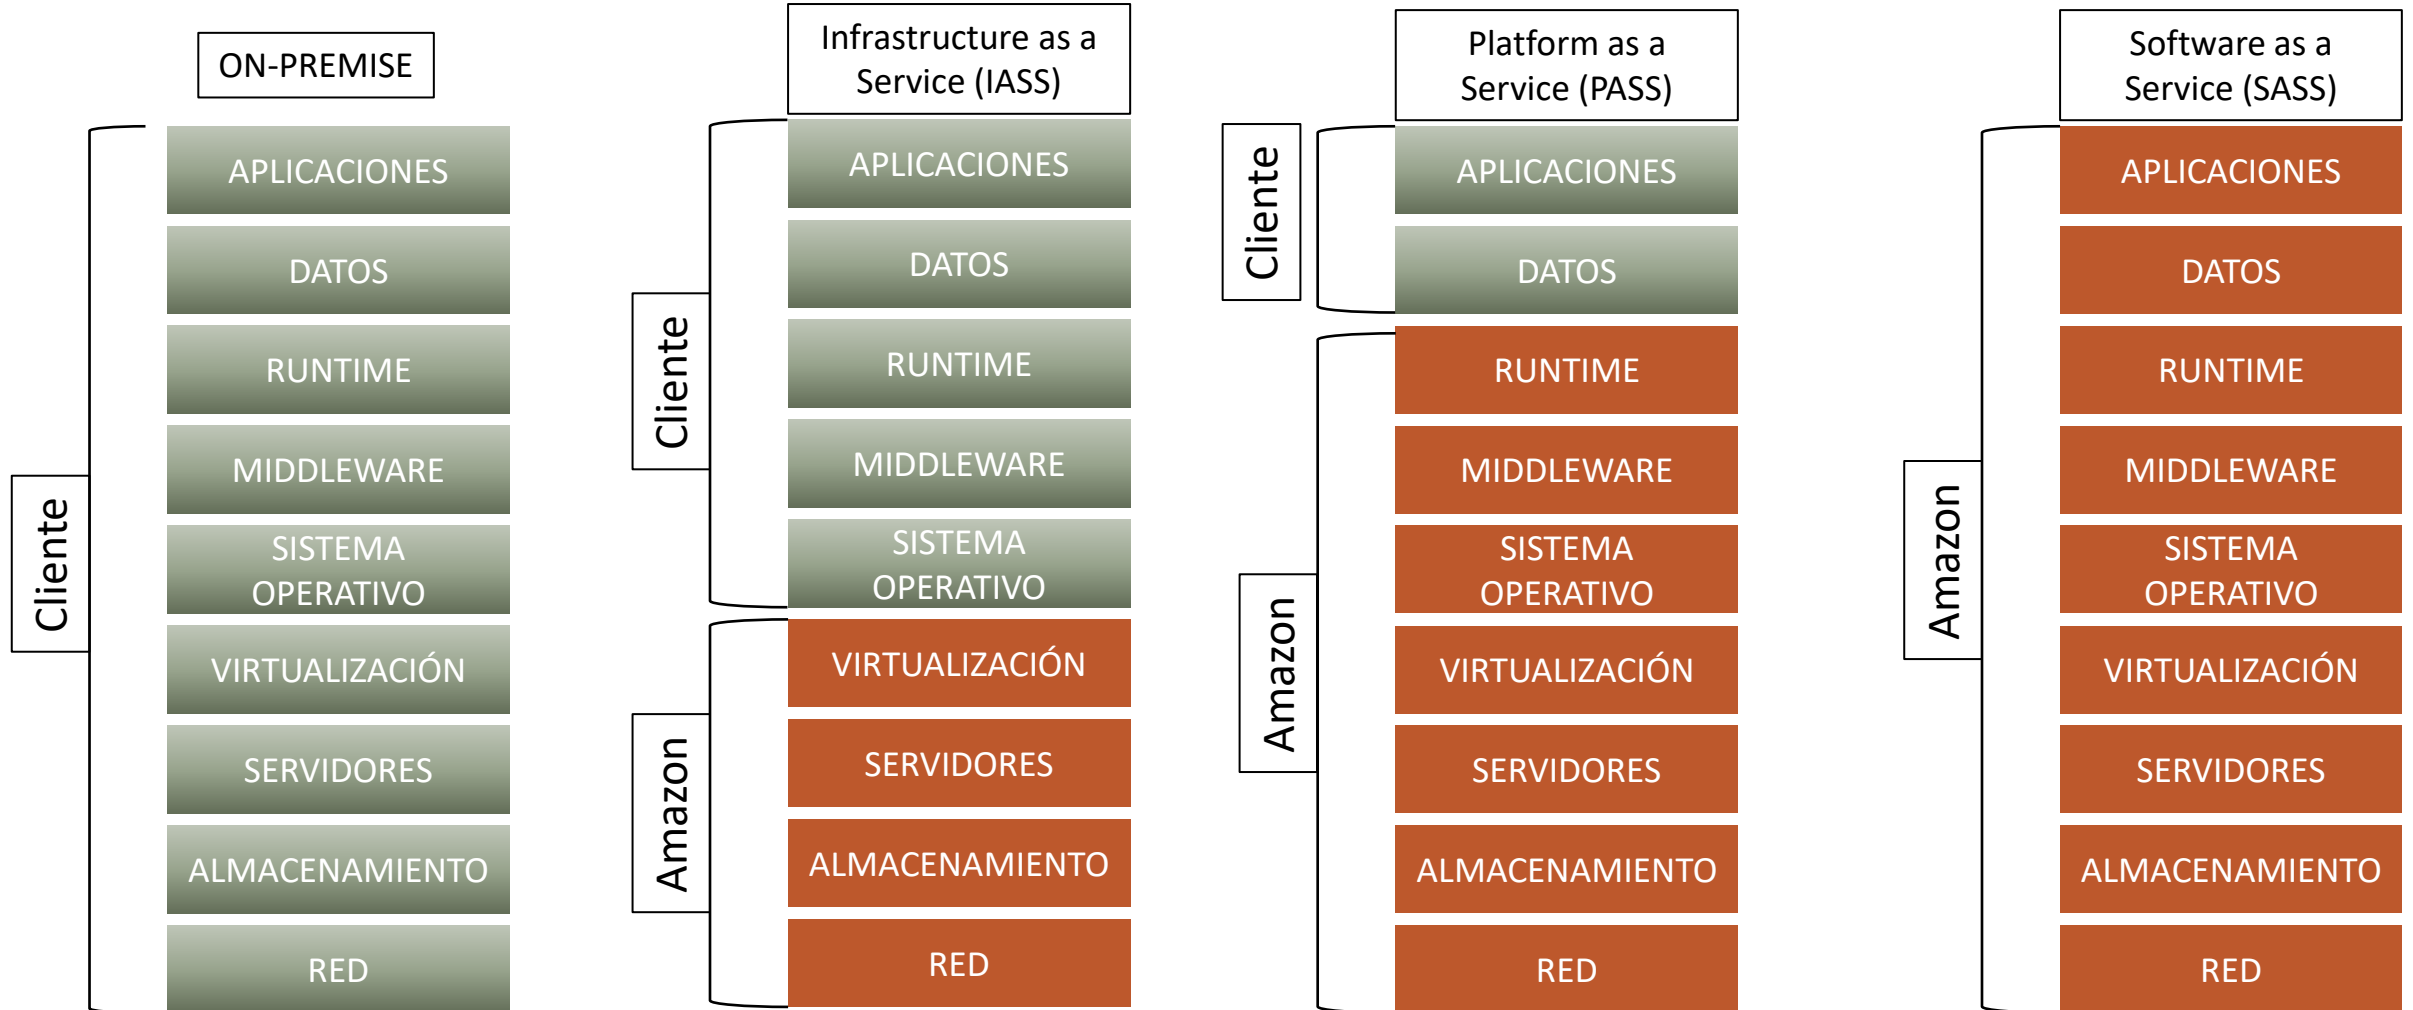 ON-PREMISE
Cliente
APLICACIONES
DATOS
RUNTIME
MIDDLEWARE
SISTEMA
OPERATIVO
VIRTUALIZACIÓN
SERVIDORES
ALMACENAMIENTO
RED
Infrastructure as a
Service (IASS)
Cliente
APLICACIONES
DATOS
RUNTIME
MIDDLEWARE
SISTEMA
OPERATIVO
Amazon
VIRTUALIZACIÓN
SERVIDORES
ALMACENAMIENTO
RED
Platform as a
Service (PASS)
Cliente
APLICACIONES
DATOS
Amazon
RUNTIME
MIDDLEWARE
SISTEMA
OPERATIVO
VIRTUALIZACIÓN
SERVIDORES
ALMACENAMIENTO
RED
Software as a
Service (SASS)
Amazon
APLICACIONES
DATOS
RUNTIME
MIDDLEWARE
SISTEMA
OPERATIVO
VIRTUALIZACIÓN
SERVIDORES
ALMACENAMIENTO
RED